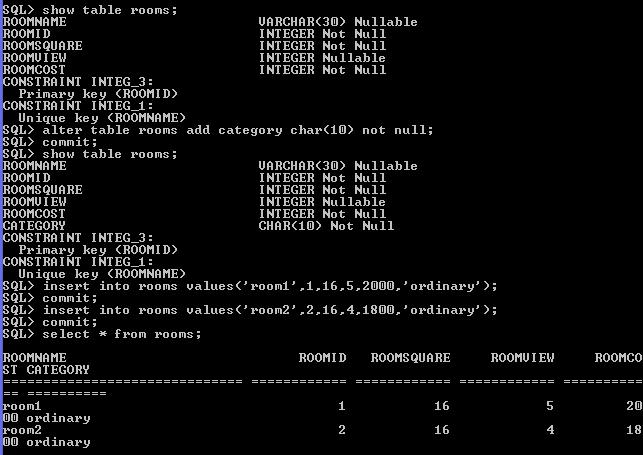 SQL> show table rooms;
ROOMNAME                        VARCHAR(30) Nullable
ROOMID                          INTEGER Not Null
ROOMSQUARE                      INTEGER Not Null
ROOMVIEW                        INTEGER Nullable
ROOMCOST                        INTEGER Not Null
CONSTRAINT INTEG_3:
  Primary key (ROOMID)
CONSTRAINT INTEG_1:
  Unique key (ROOMNAME)
SQL> alter table rooms add category char(10) not null;
SQL> commit;
SQL> show table rooms;
ROOMNAME                        VARCHAR(30) Nullable
ROOMID                          INTEGER Not Null
ROOMSQUARE                      INTEGER Not Null
ROOMVIEW                        INTEGER Nullable
ROOMCOST                        INTEGER Not Null
CATEGORY                        CHAR(10) Not Null
CONSTRAINT INTEG_3:
  Primary key (ROOMID)
CONSTRAINT INTEG_1:
  Unique key (ROOMNAME)
SQL> insert into rooms values('room1',1,16,5,2000,'ordinary');
SQL> commit;
SQL> insert into rooms values('room2',2,16,4,1800,'ordinary');
SQL> commit;
SQL> select * from rooms;
ROOMNAME                             ROOMID   ROOMSQUARE     ROOMVIEW     ROOMCO
ST CATEGORY
============================== ============ ============ ============ ==========
== ==========
room1                                     1           16            5         20
00 ordinary
room2                                     2           16            4         18
00 ordinary